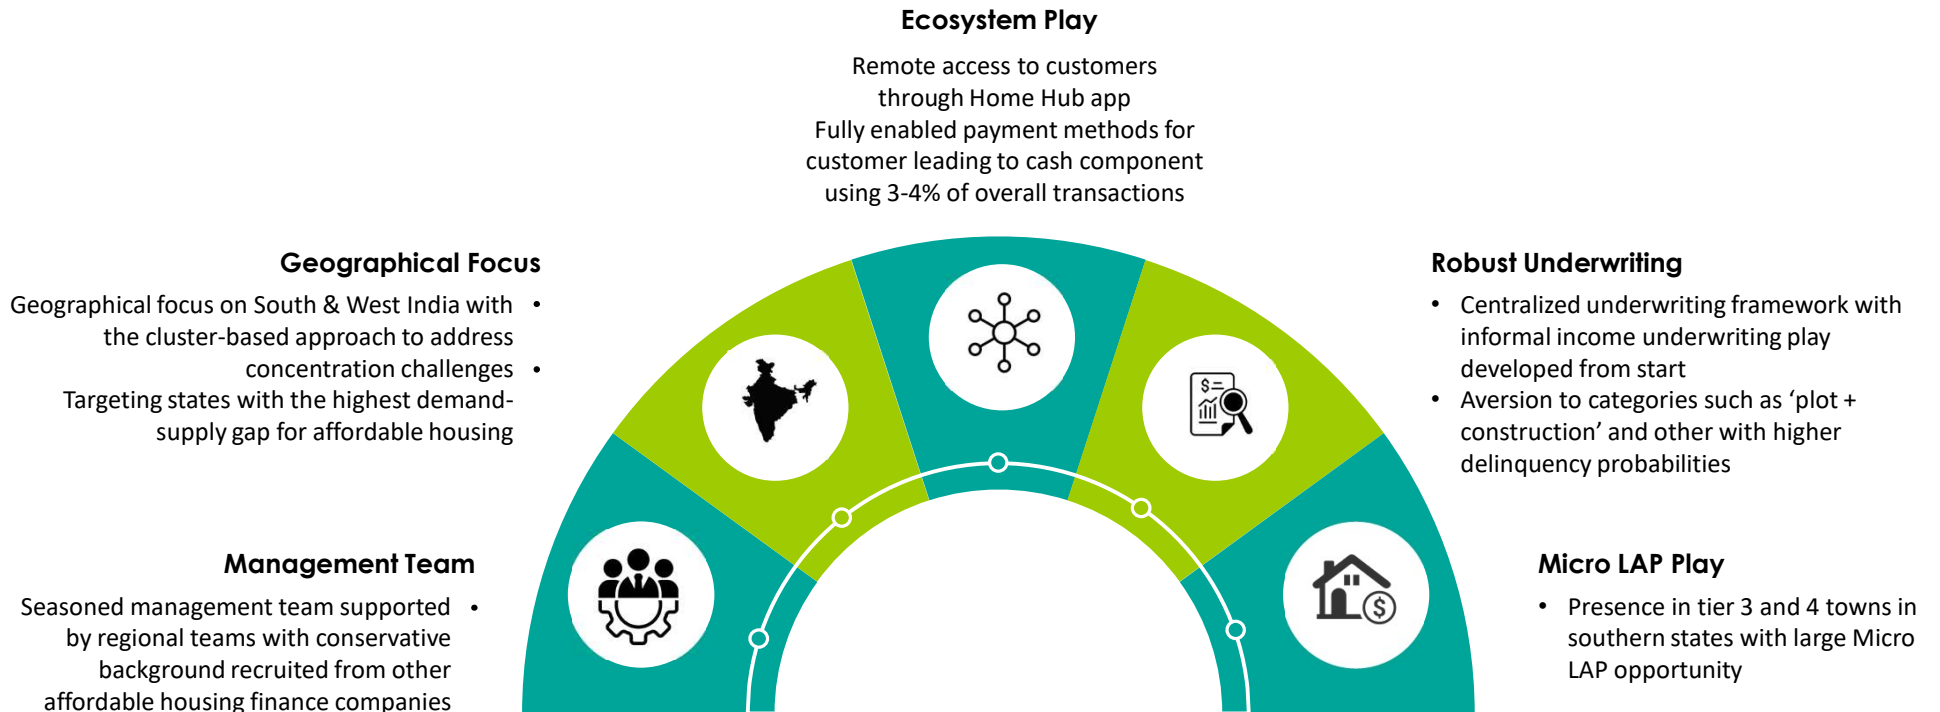 Ecosystem Play
Remote access to customers
through Home Hub app
Fully enabled payment methods for
customer leading to cash component
using 3-4% of overall transactions
Geographical Focus
Geographical focus on South & West India with •
the cluster-based approach to address
concentration challenges •
Targeting states with the highest demand-
supply gap for affordable housing
Robust Underwriting
• Centralized underwriting framework with
informal income underwriting play
developed from start
• Aversion to categories such as ‘plot +
construction’ and other with higher
delinquency probabilities
Management Team
Seasoned management team supported •
by regional teams with conservative
background recruited from other
affordable housing finance companies
Micro LAP Play
• Presence in tier 3 and 4 towns in
southern states with large Micro
LAP opportunity